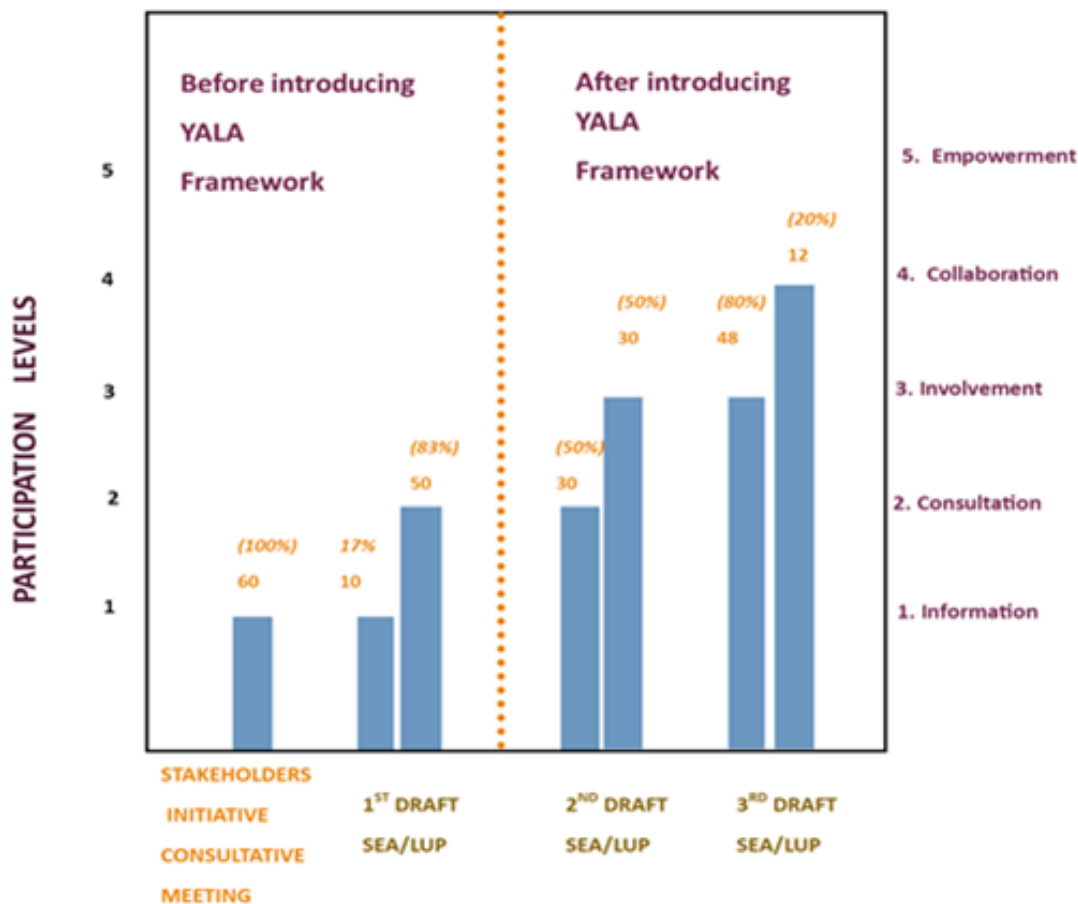 Before introducing
YALA
Framework
After introducing
YALA
Framework
PARTICIPATION LEVELS
5
4
3
2
1
5. Empowerment
4. Collaboration
3. Involvement
2. Consultation
1. Information
(100%)
60
17%
10
(83%)
50
(50%)
30
(50%)
30
(80%)
48
(20%)
12
STAKEHOLDERS
INITIATIVE
CONSULTATIVE
MEETING
1ST DRAFT
SEA/LUP
2ND DRAFT
SEA/LUP
3RD DRAFT
SEA/LUP